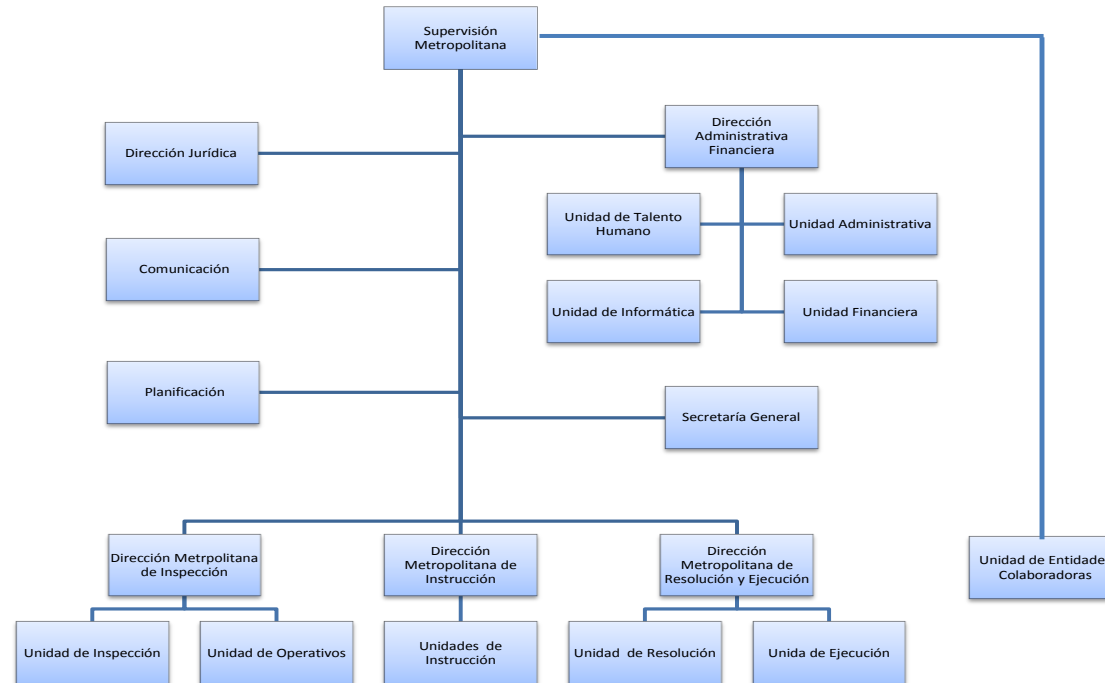 Supervisión
Metropolitana
Dirección
Administrativa
Financiera
Dirección Jurídica
Unidad de Talento
Humano
Unidad Administrativa
Comunicación
Unidad de Informática
Unidad Financiera
Planificación
Secretaría General
Dirección Metrpolitana
de Inspección
Dirección
Metropolitana de
Instrucción
Dirección
Metropolitana de
Resolución y Ejecución
Unidad de Entidade
Colaboradoras
Unidad de Inspección
Unidad de Operativos
Unidades de
Instrucción
Unidad de Resolución
Unida de Ejecución